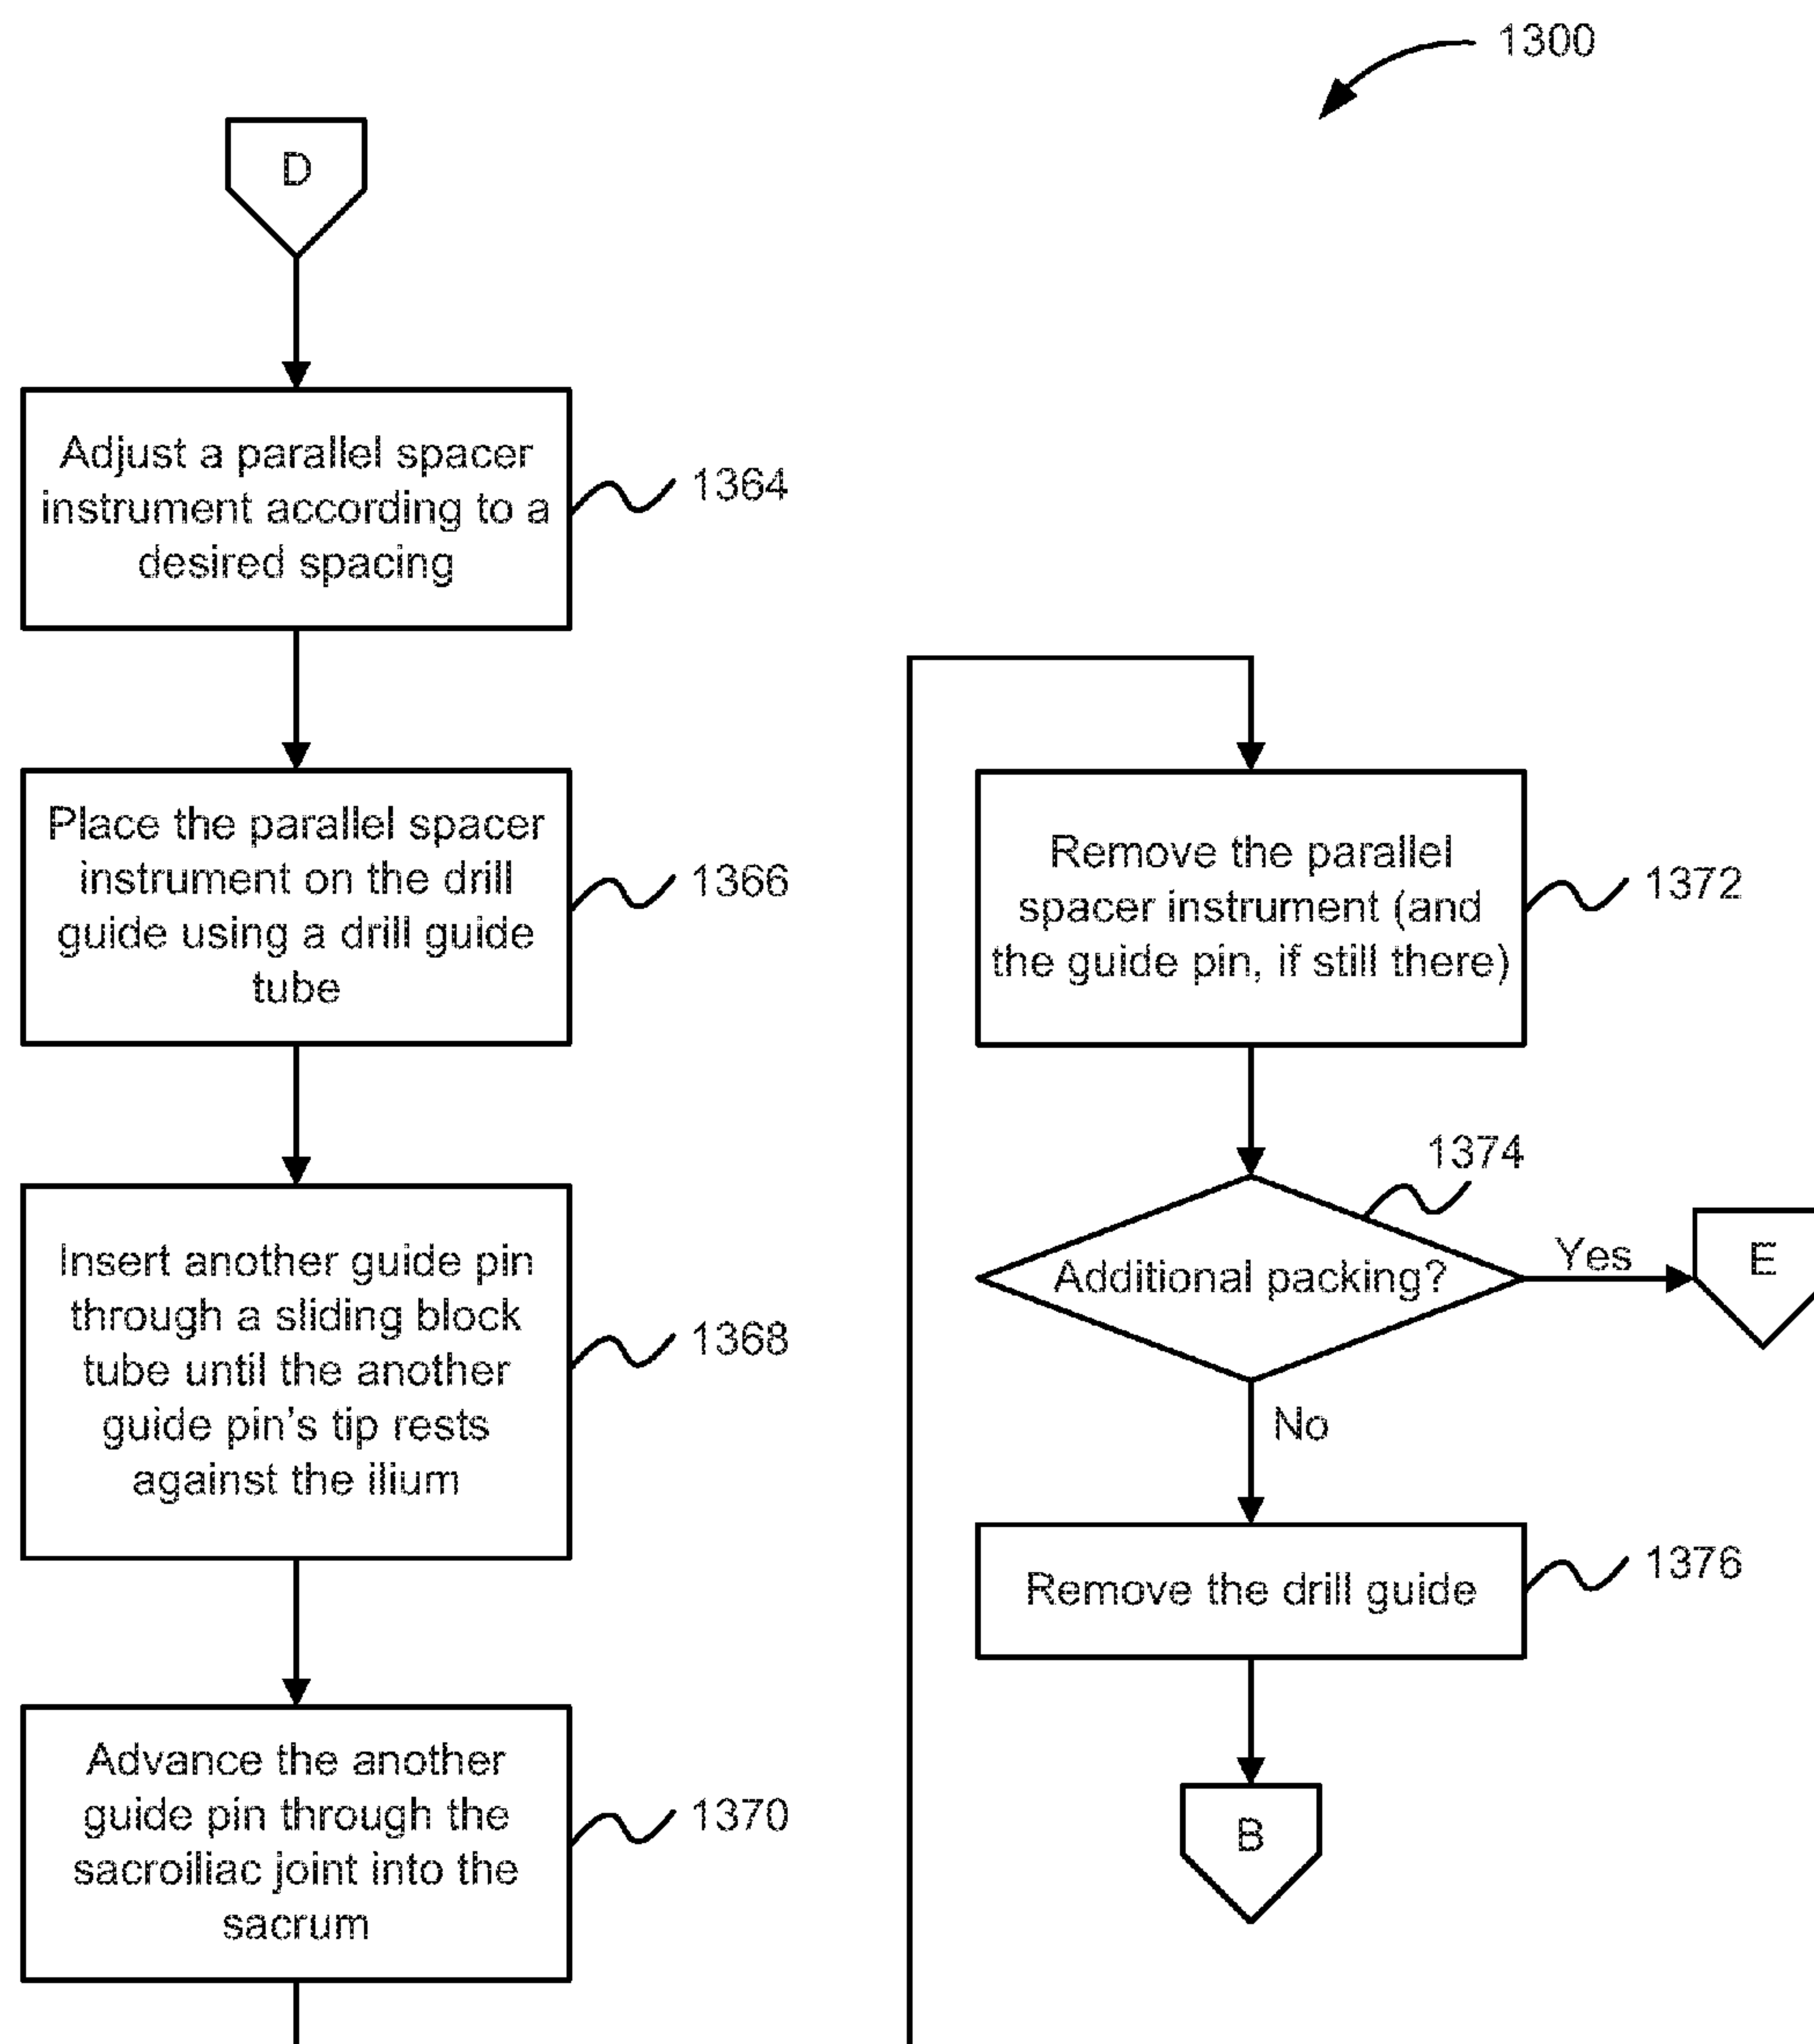 1300
D
Adjust a parallel spacer
instrument according to a
desired spacing
1364
Place the parallel spacer
instrument on the drill
guide using a drill guide
tube
1366
Insert another guide pin
through a sliding block
tube until the another
guide pin's tip rests
against the ilium
1368
Advance the another
guide pin through the
sacroiliac joint into the
sacrum
1370
Remove the parallel
spacer instrument (and
the guide pin, if still there)
1372
1374
Additional packing?
Yes
E
No
Remove the drill guide
1376
B